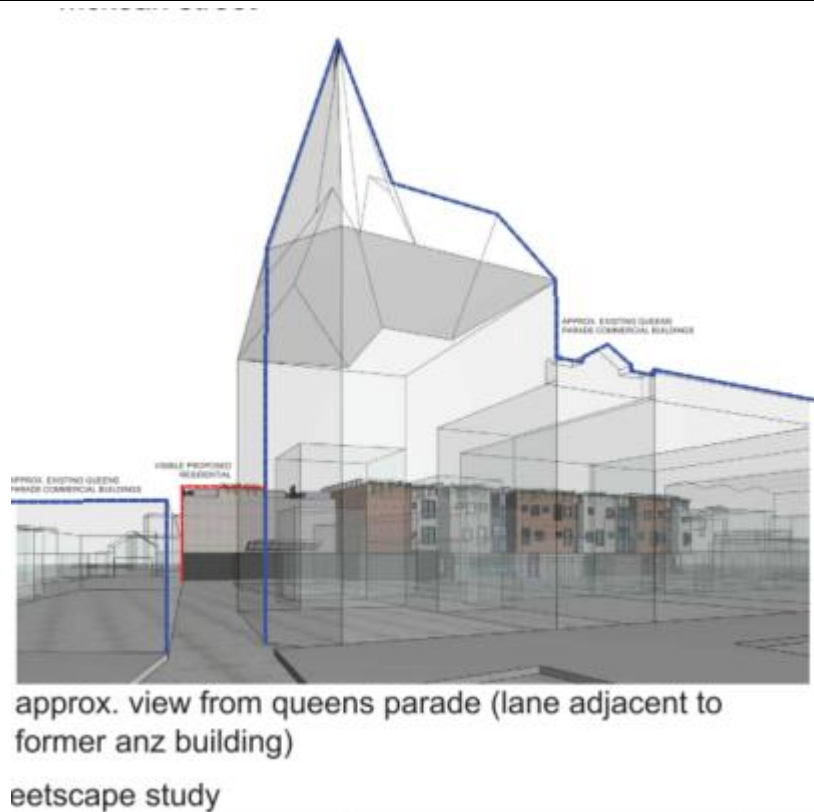 APPROX. EXISTING QUEENS
PARADE COMMERCIAL BUILDINGS
VISIBLE PROPOSED
RESIDENTIAL
APPROX. EXISTING QUEENS
PARADE COMMERCIAL BUILDINGS
approx. view from queens parade (lane adjacent to
former anz building)
eetscape study